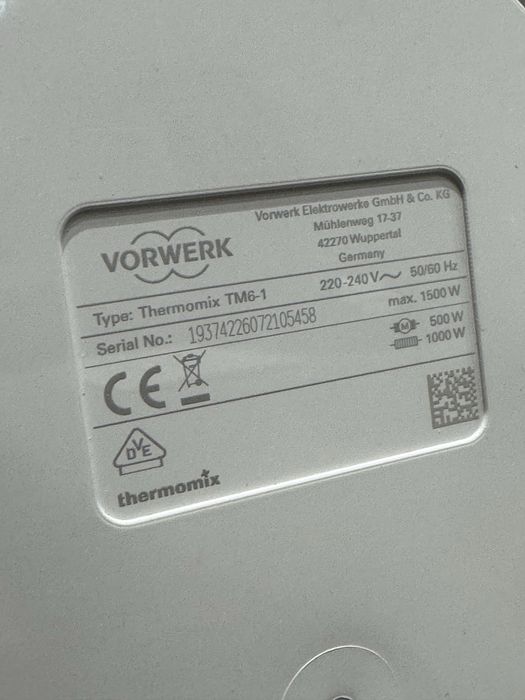 VORWERK
Vorwerk Elektrowerke GmbH & Co. KG
Mühlenweg 17-37
42270 Wuppertal
Germany
Type: Thermomix TM6-1
220-240 V~ 50/60 Hz
Serial No.: 19374226072105458
max. 1500 W
M 500 W
1000 W
CE
DVE
thermomix